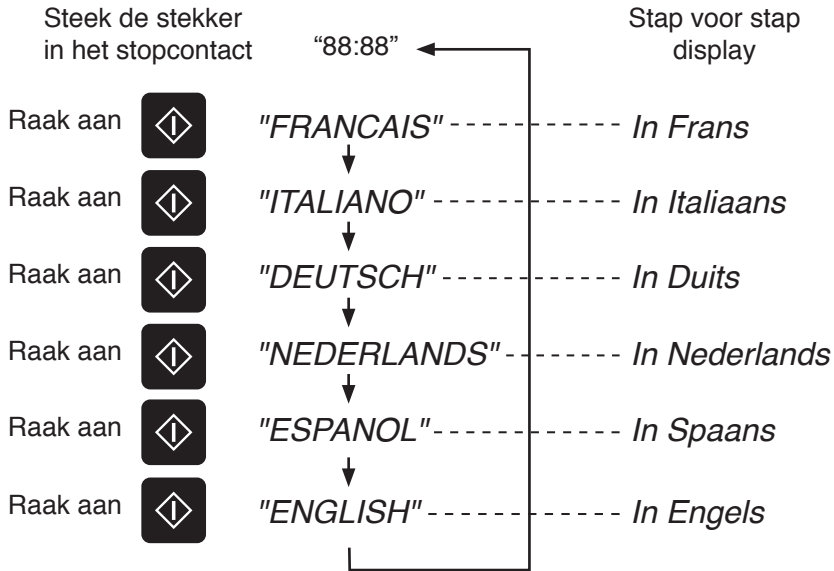 Steek de stekker
in het stopcontact
“88:88”
Stap voor stap
display
Raak aan "FRANCAIS" In Frans
Raak aan "ITALIANO" In Italiaans
Raak aan "DEUTSCH" In Duits
Raak aan "NEDERLANDS" In Nederlands
Raak aan "ESPANOL" In Spaans
Raak aan "ENGLISH" In Engels